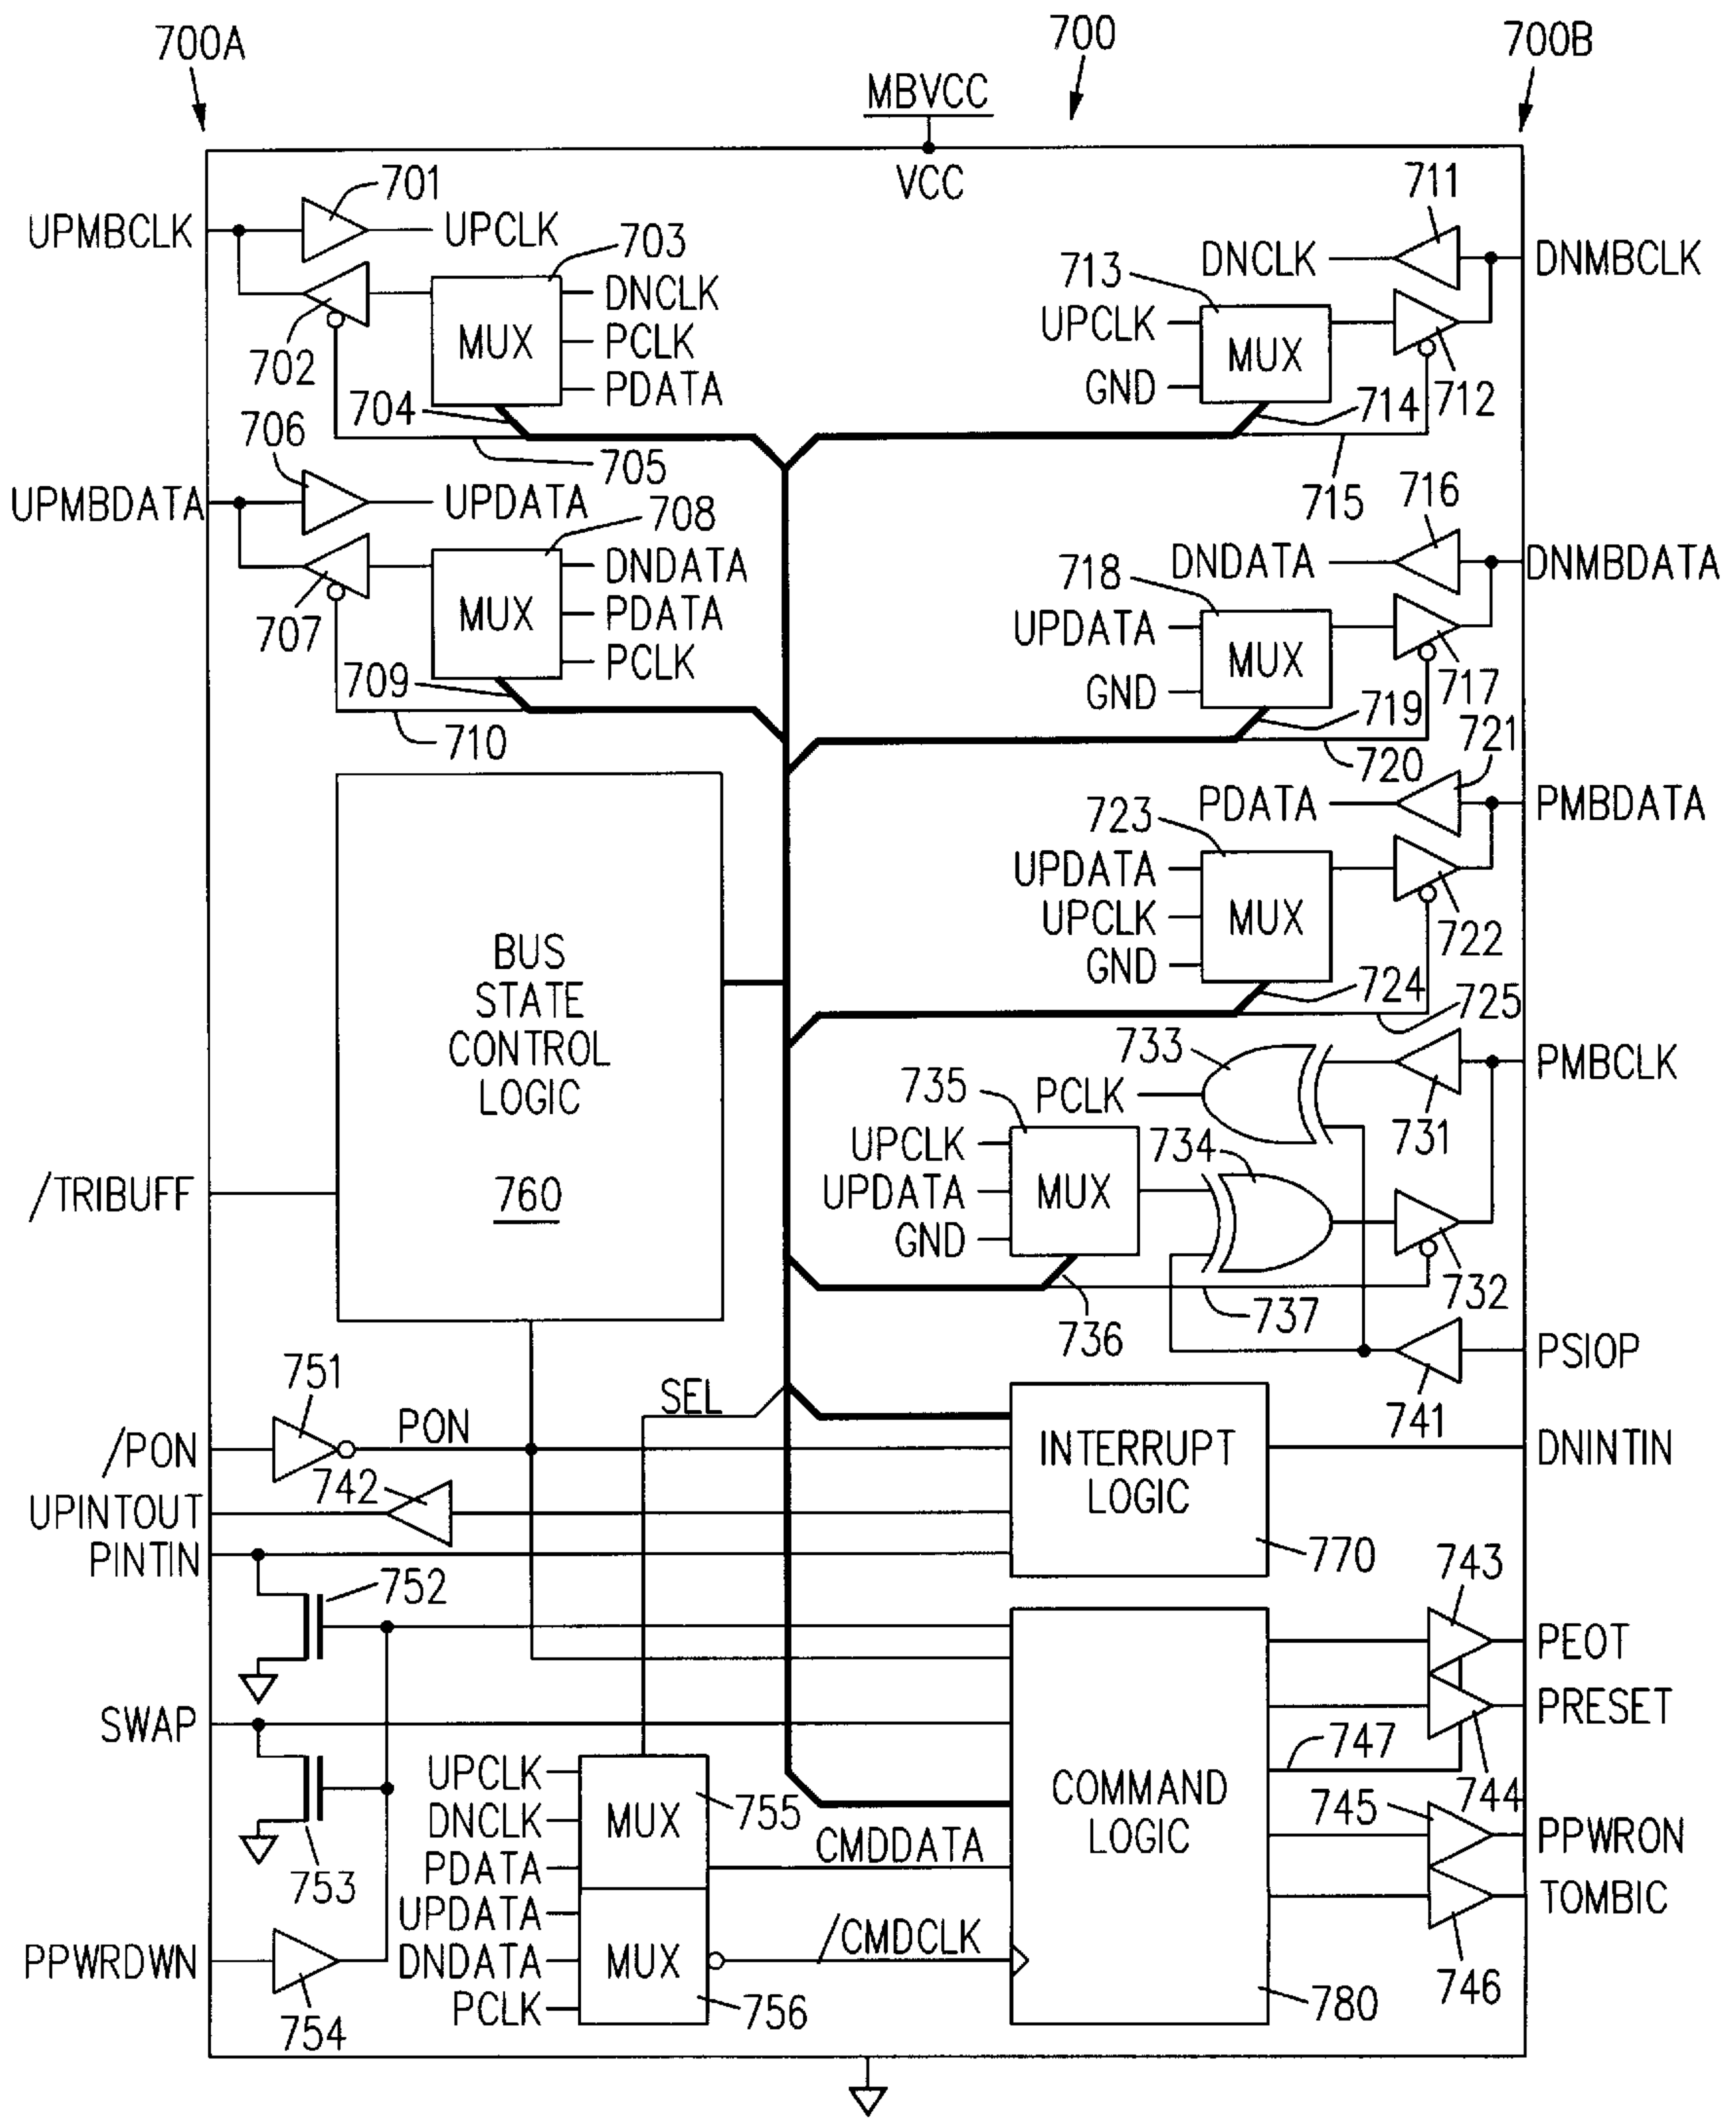 700A
700
700B
MBVCC
VCC
701
UPMBCLK
UPCLK
703
DNCLK
MUX
PCLK
PDATA
702
704
705
711
DNCLK
DNMBCLK
713
UPCLK
MUX
GND
712
714
715
706
UPMBDATA
UPDATA
708
DNDATA
MUX
PDATA
PCLK
707
709
710
716
DNDATA
DNMBDATA
718
UPDATA
MUX
GND
717
719
720
721
PDATA
PMBDATA
723
UPDATA
UPCLK
MUX
GND
722
724
725
BUS
STATE
CONTROL
LOGIC
760
/TRIBUFF
733
PMBCLK
PCLK
731
735
734
UPCLK
UPDATA
MUX
GND
732
736
737
PSIOP
741
751
SEL
PON
/PON
742
UPINTOUT
PINTIN
INTERRUPT
LOGIC
DNINTIN
770
752
743
PEOT
PRESET
SWAP
747
744
UPCLK
DNCLK
MUX
PDATA
755
COMMAND
LOGIC
745
PPWRON
753
CMDDATA
TOMBIC
UPDATA
DNDATA
MUX
PCLK
/CMDCLK
PPWRDWN
754
756
780
746